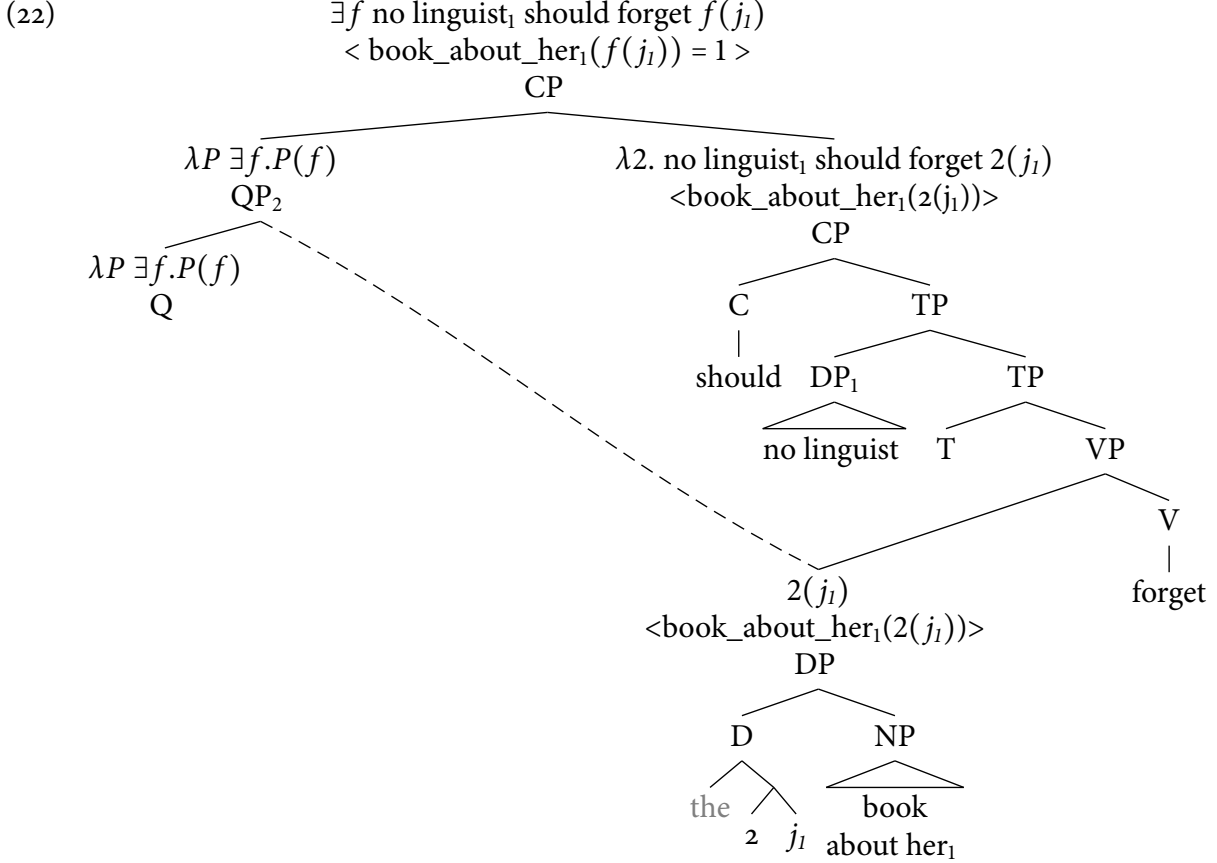 (22)
∃f no linguist₁ should forget f(j₁)
< book_about_her₁(f(j₁)) = 1 >
CP
λP ∃f.P(f)
QP₂
λ2. no linguist₁ should forget 2(j₁)
<book_about_her₁(2(j₁))>
CP
λP ∃f.P(f)
Q
C TP
should DP₁ TP
no linguist T VP
V
forget
2(j₁)
<book_about_her₁(2(j₁))>
DP
D NP
the book
2 j₁ about her₁